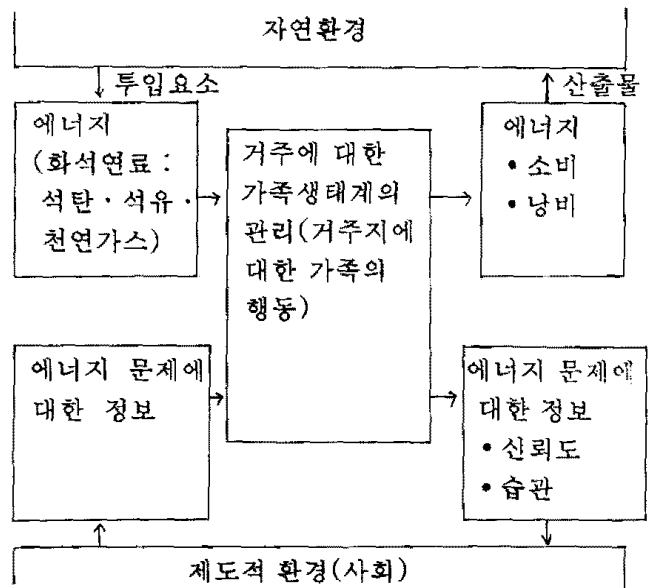 자연환경
투입요소
산출물
에너지
(화석연료 :
석탄 · 석유 ·
천연가스)
거주에 대한
가족생태계의
관리(거주지에
대한 가족의
행동)
에너지
• 소비
• 낭비
에너지 문제에
대한 정보
에너지 문제에
대한 정보
• 신뢰도
• 습관
제도적 환경(사회)